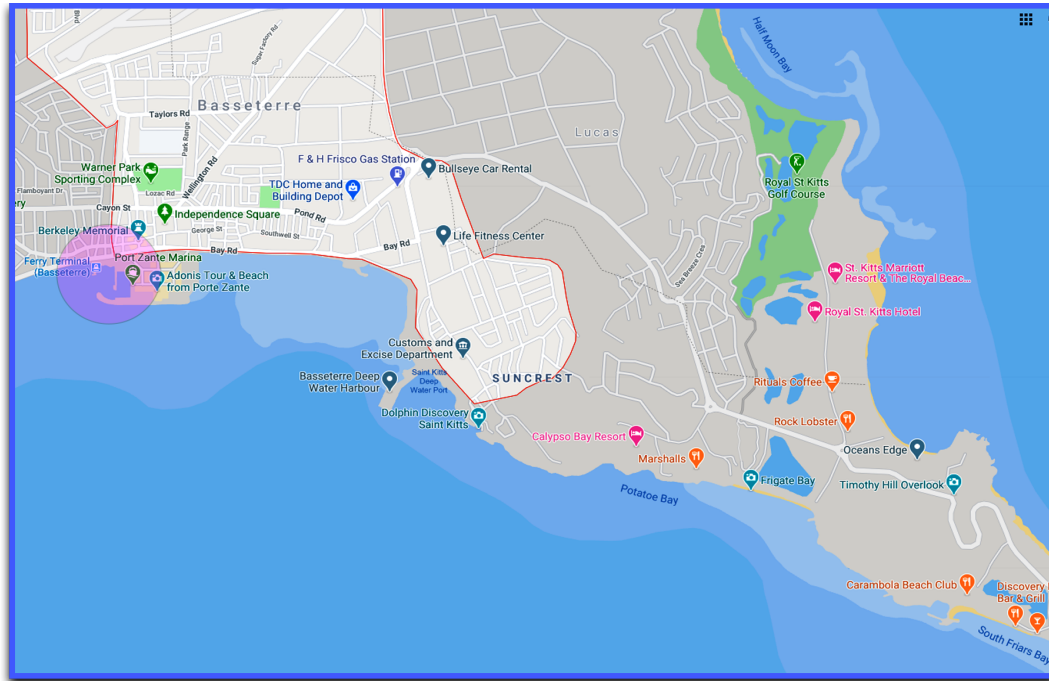 Blvd
Sugar Factory Rd
Half Moon Bay
Basseterre
Taylors Rd
Park Range
Lucas
F & H Frisco Gas Station
Bullseye Car Rental
Warner Park
Sporting Complex
Wellington Rd
TDC Home and
Building Depot
Royal St Kitts
Golf Course
Flamboyant Dr.
Lozac Rd
ery
Cayon St
Independence Square
Pond Rd
Berkeley Memorial
George St
Southwell St
Bay Rd
Bay Rd
Life Fitness Center
Port Zante Marina
Ferry Terminal
(Basseterre)
Adonis Tour & Beach
from Porte Zante
Sea Breeze Cres
St. Kitts Marriott
Resort & The Royal Beac...
Royal St. Kitts Hotel
Customs and
Excise Department
Basseterre Deep
Water Harbour
Saint Kitts
Deep
Water Port
SUNCREST
Rituals Coffee
Dolphin Discovery
Saint Kitts
Rock Lobster
Calypso Bay Resort
Marshalls
Oceans Edge
Frigate Bay
Timothy Hill Overlook
Potatoe Bay
Carambola Beach Club
Discovery
Bar & Grill
South Friars Bay